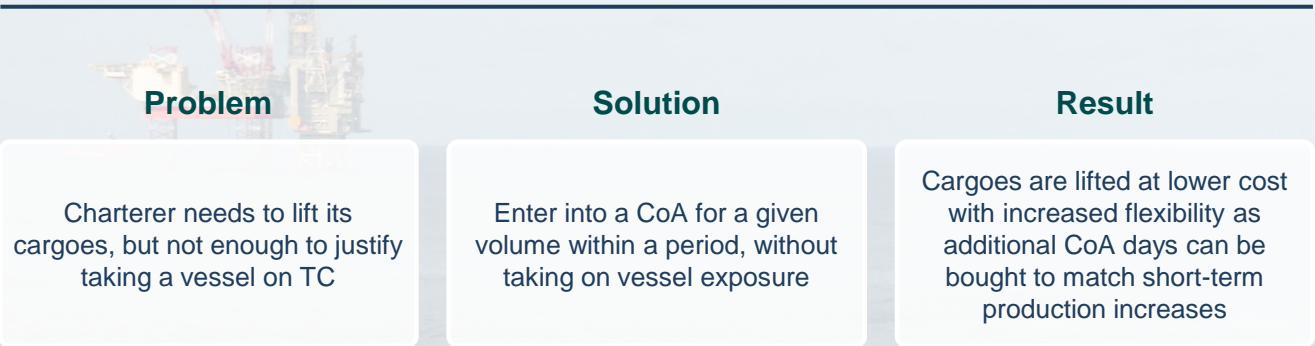 Problem
Charterer needs to lift its
cargoes, but not enough to justify
taking a vessel on TC
Solution
Enter into a CoA for a given
volume within a period, without
taking on vessel exposure
Result
Cargoes are lifted at lower cost
with increased flexibility as
additional CoA days can be
bought to match short-term
production increases